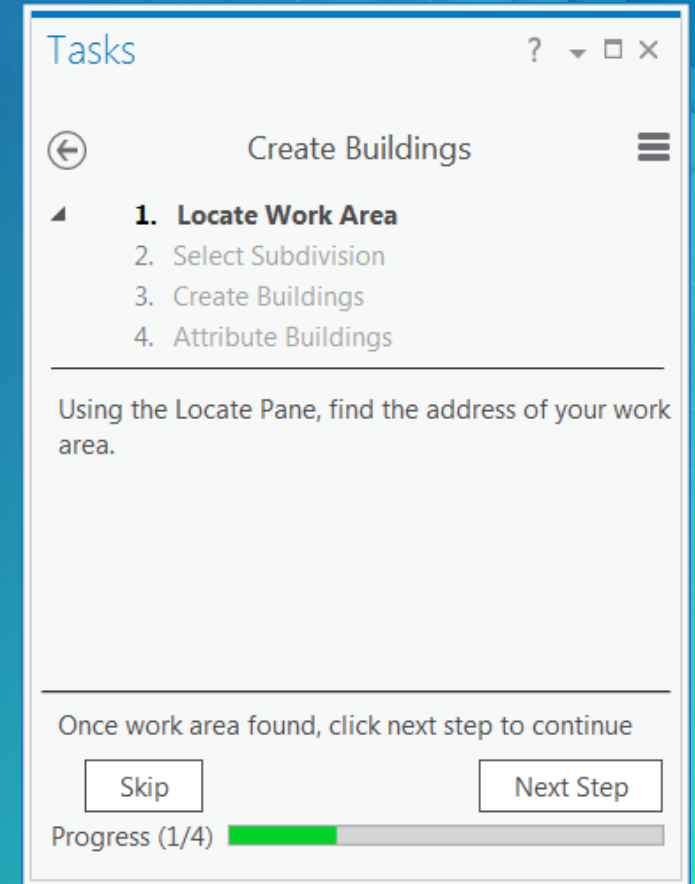 Tasks
?
Create Buildings
1. Locate Work Area
2. Select Subdivision
3. Create Buildings
4. Attribute Buildings
Using the Locate Pane, find the address of your work
area.
Once work area found, click next step to continue
Skip Next Step
Progress (1/4)